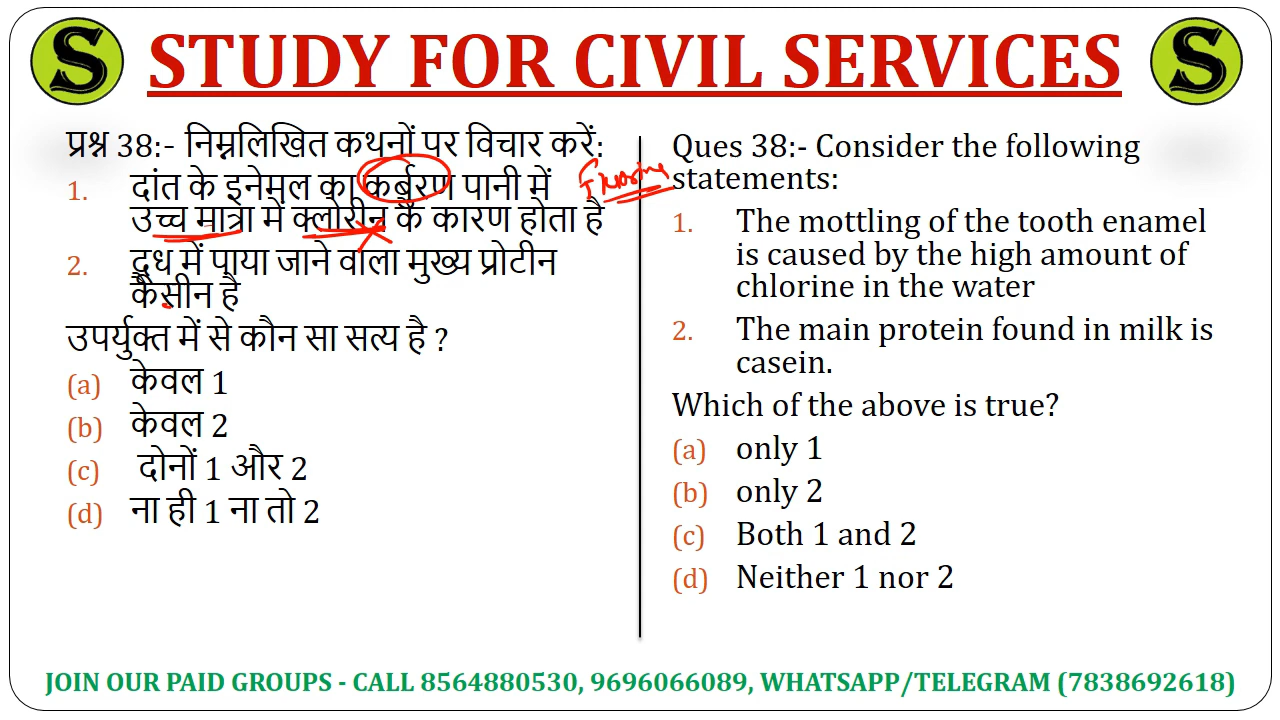 S
STUDY FOR CIVIL SERVICES
S
प्रश्न 38:- निम्नलिखित कथनों पर विचार करें:
1. दांत के इनेमल का कर्बुरण पानी में
उच्च मात्रा में क्लोरीन के कारण होता है
2. दूध में पाया जाने वाला मुख्य प्रोटीन
कैसीन है
उपर्युक्त में से कौन सा सत्य है ?
(a) केवल 1
(b) केवल 2
(c) दोनों 1 और 2
(d) ना ही 1 ना तो 2
Ques 38:- Consider the following
statements:
1. The mottling of the tooth enamel
is caused by the high amount of
chlorine in the water
2. The main protein found in milk is
casein.
Which of the above is true?
(a) only 1
(b) only 2
(c) Both 1 and 2
(d) Neither 1 nor 2
JOIN OUR PAID GROUPS - CALL 8564880530, 9696066089, WHATSAPP/TELEGRAM (7838692618)